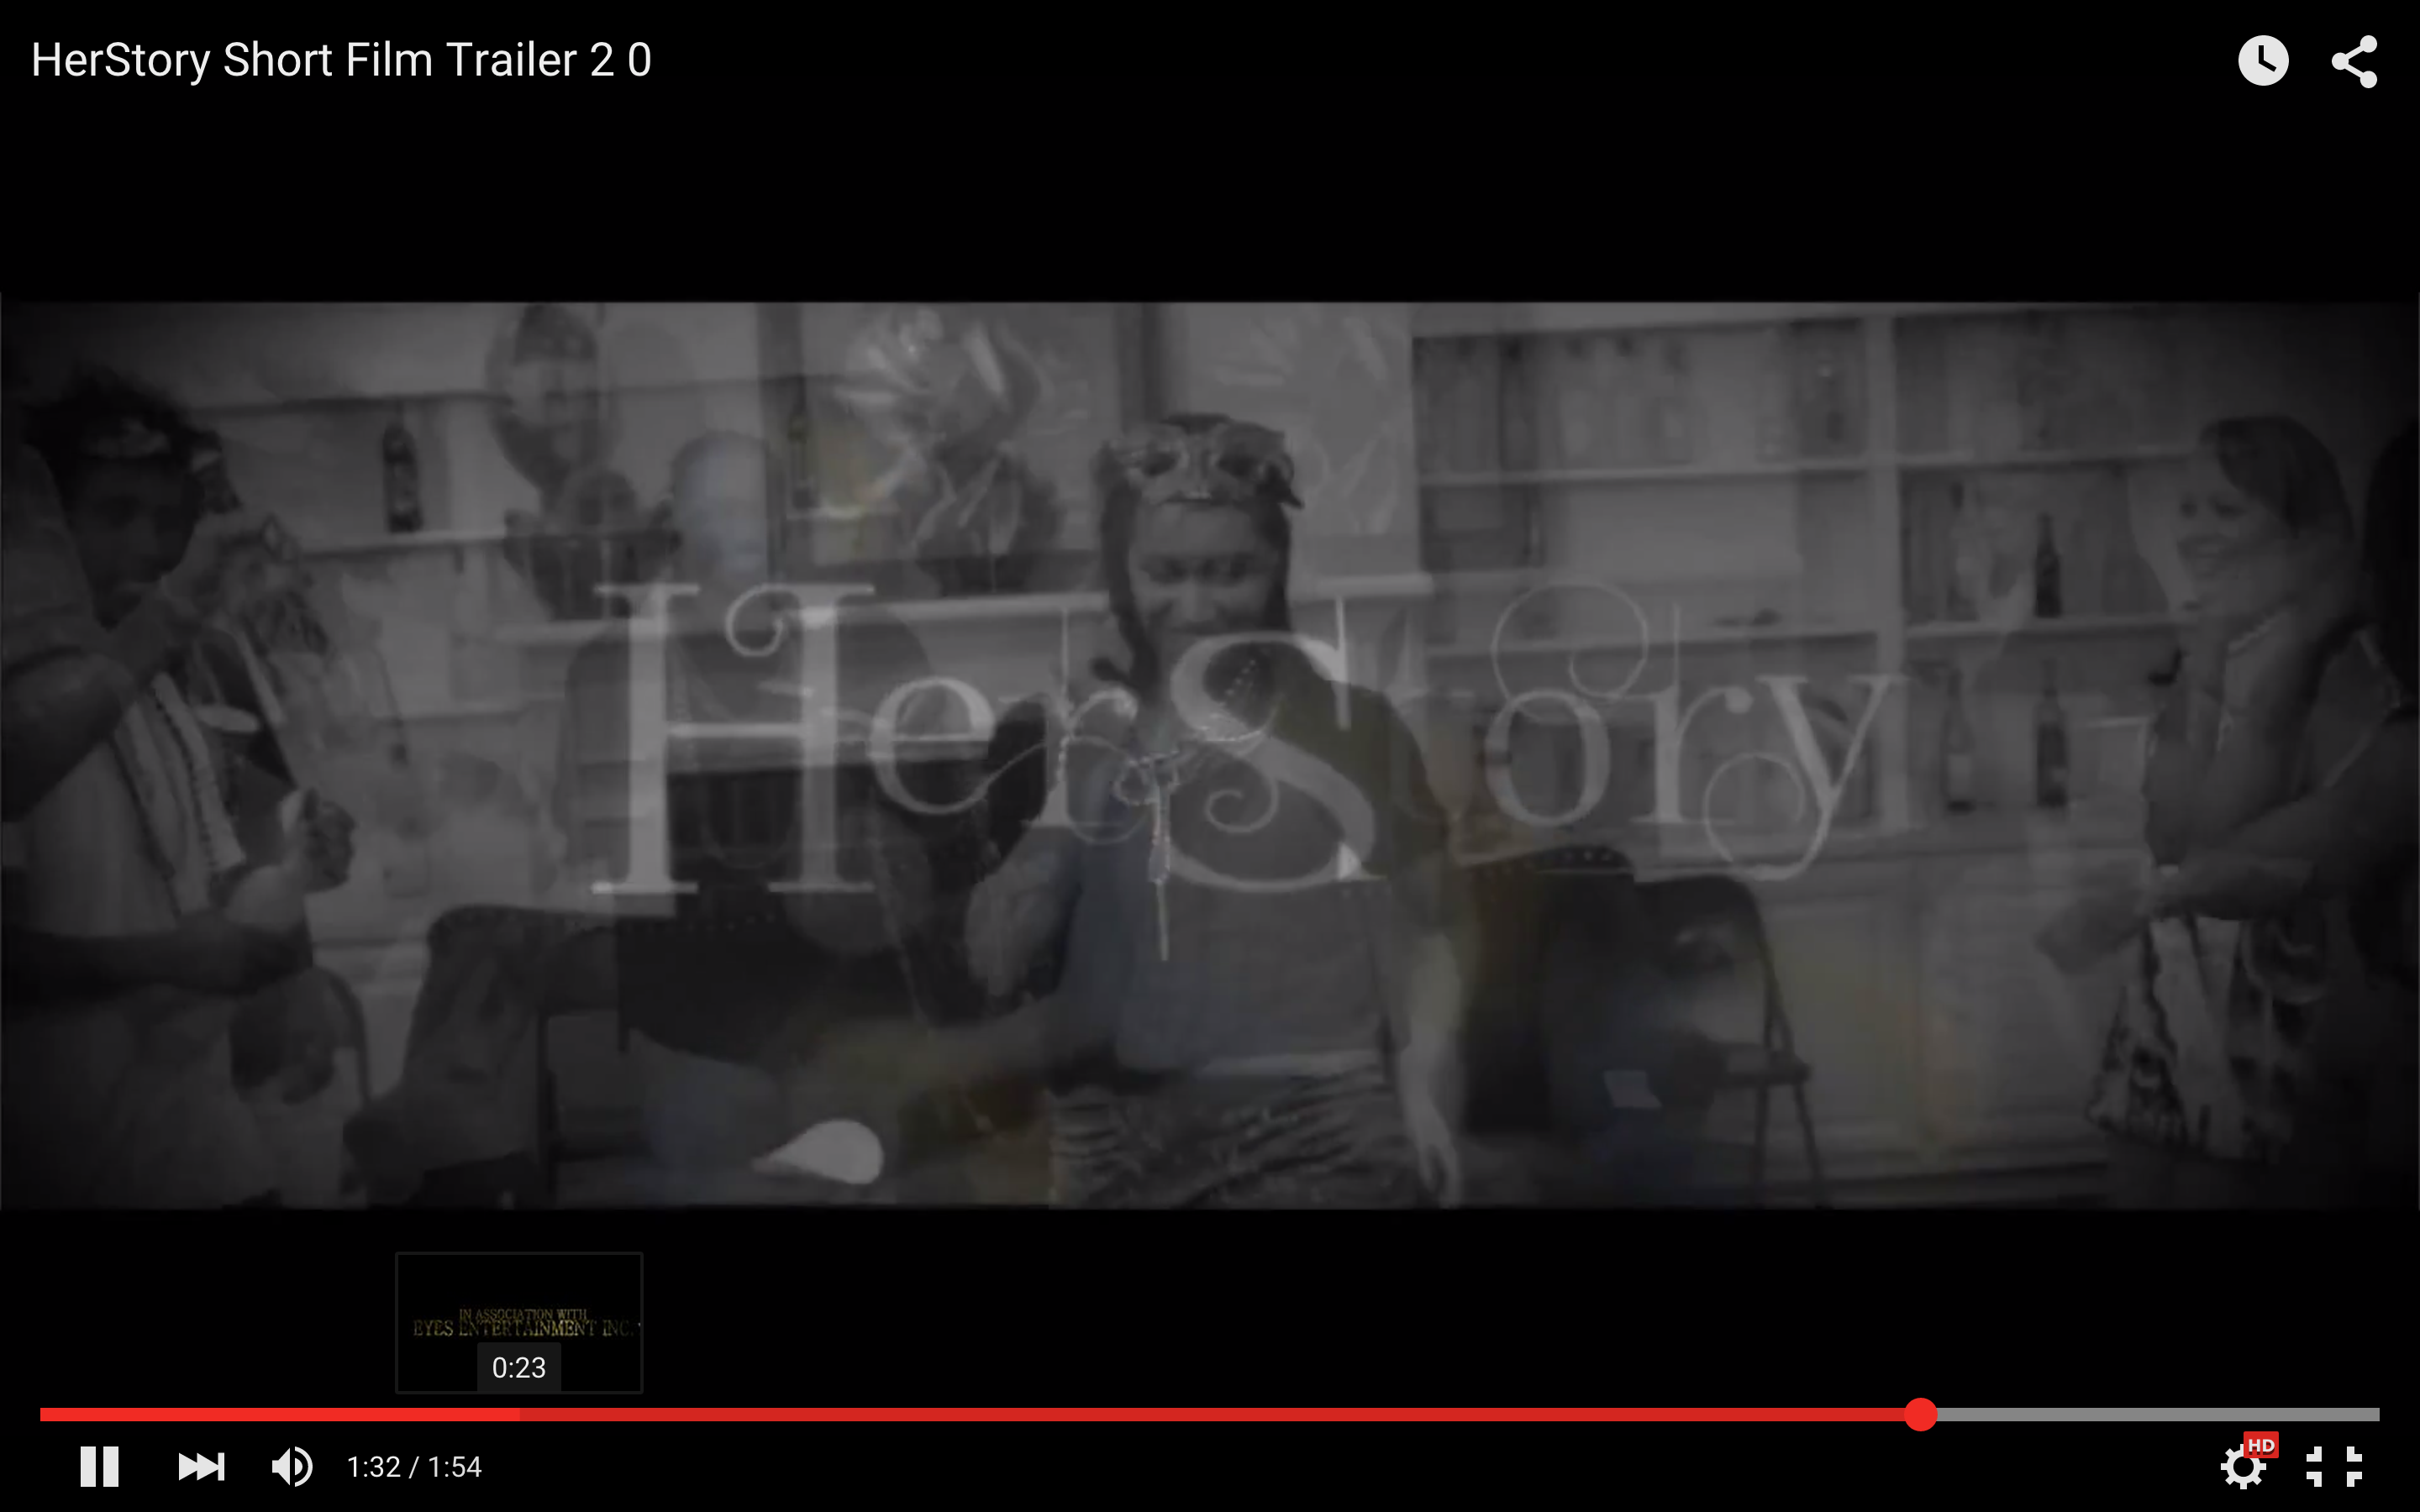 HerStory Short Film Trailer 2 0
HerStory
IN ASSOCIATION WITH
EYES ENTERTAINMENT INC.
0:23
1:32 / 1:54
HD